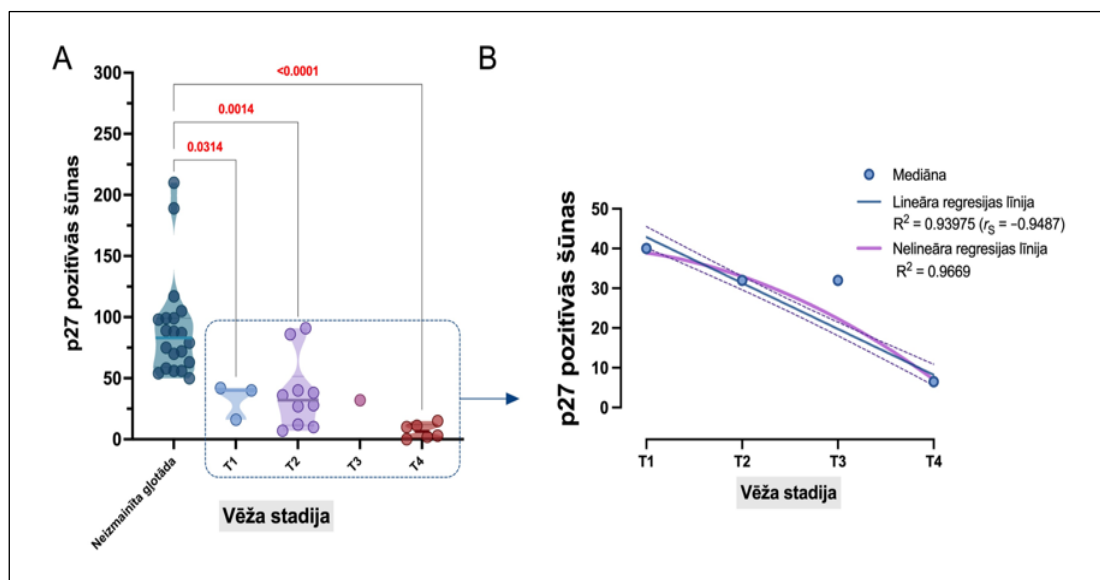 A
<0.0001
0.0014
0.0314
300
250
200
150
100
50
0
p27 pozitīvās šūnas
Neizmainīta gļotāda
T1
T2
T3
T4
Vēža stadija
B
Mediāna
Lineāra regresijas līnija
R² = 0.93975 (rₛ = −0.9487)
Nelineāra regresijas līnija
R² = 0.9669
50
40
30
20
10
0
p27 pozitīvās šūnas
T1
T2
T3
T4
Vēža stadija